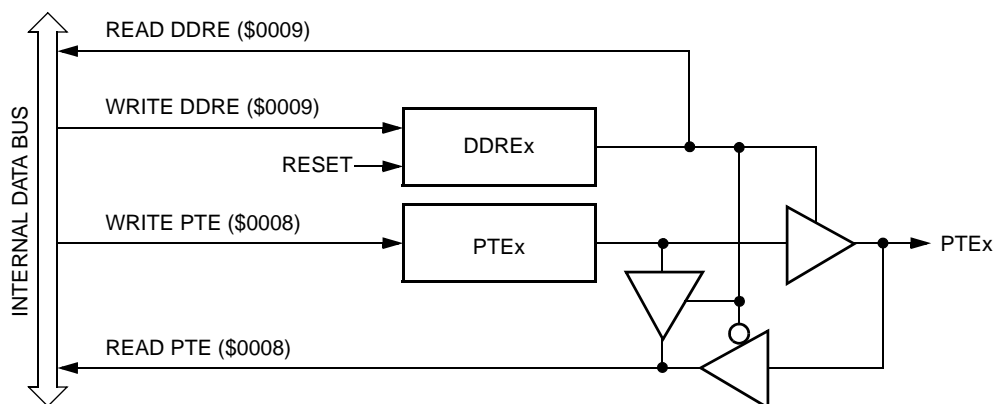 READ DDRE ($0009)
WRITE DDRE ($0009)
DDREx
RESET
INTERNAL DATA BUS
WRITE PTE ($0008)
PTEx
PTEx
READ PTE ($0008)